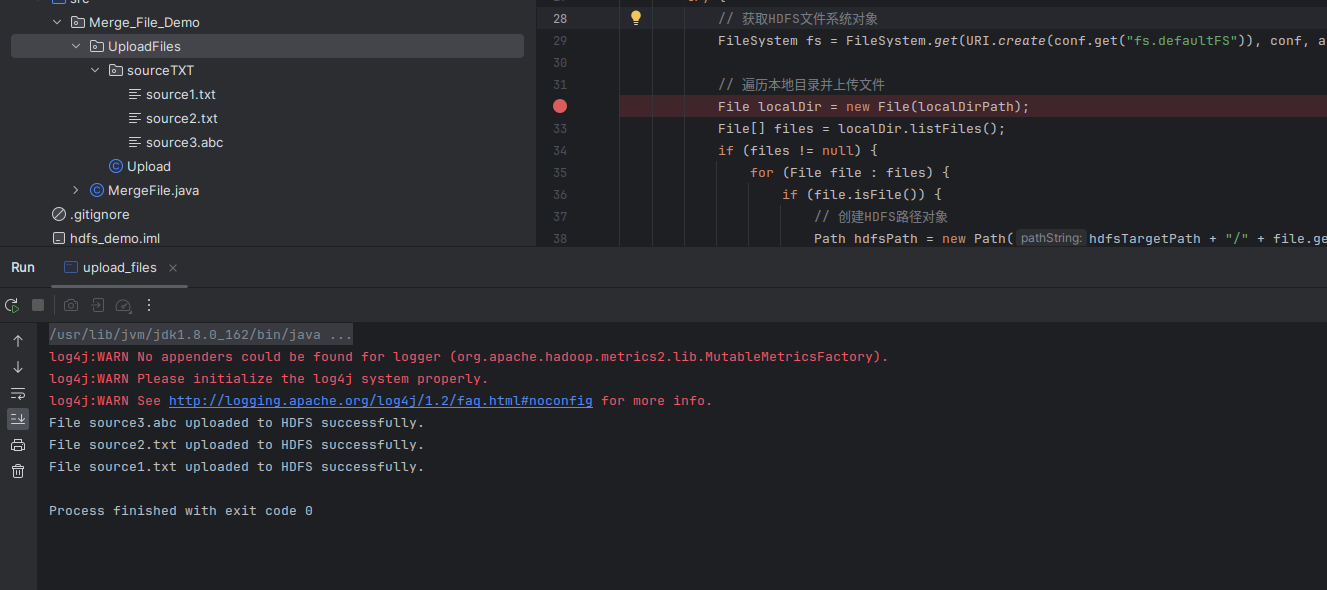 src
Merge_File_Demo
UploadFiles
sourceTXT
source1.txt
source2.txt
source3.abc
Upload
MergeFile.java
.gitignore
hdfs_demo.iml
28 // 获取HDFS文件系统对象
29 FileSystem fs = FileSystem.get(URI.create(conf.get("fs.defaultFS")), conf, a
30
31 // 遍历本地目录并上传文件
File localDir = new File(localDirPath);
33 File[] files = localDir.listFiles();
34 if (files != null) {
35 for (File file : files) {
36 if (file.isFile()) {
37 // 创建HDFS路径对象
38 Path hdfsPath = new Path( pathString: hdfsTargetPath + "/" + file.ge
Run upload_files
/usr/lib/jvm/jdk1.8.0_162/bin/java ...
log4j:WARN No appenders could be found for logger (org.apache.hadoop.metrics2.lib.MutableMetricsFactory).
log4j:WARN Please initialize the log4j system properly.
log4j:WARN See http://logging.apache.org/log4j/1.2/faq.html#noconfig for more info.
File source3.abc uploaded to HDFS successfully.
File source2.txt uploaded to HDFS successfully.
File source1.txt uploaded to HDFS successfully.
Process finished with exit code 0